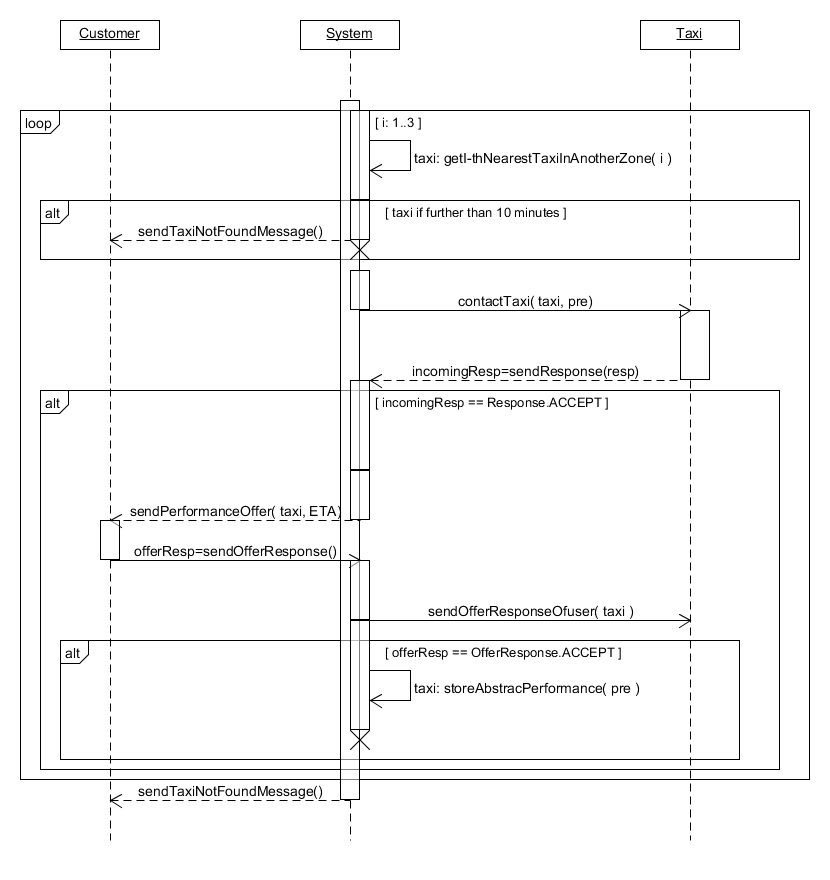 Customer
System
Taxi
loop
[ i: 1..3 ]
taxi: getI-thNearestTaxiInAnotherZone( i )
alt
[ taxi if further than 10 minutes ]
sendTaxiNotFoundMessage()
contactTaxi( taxi, pre)
incomingResp=sendResponse(resp)
alt
[ incomingResp == Response.ACCEPT ]
sendPerformanceOffer( taxi, ETA)
offerResp=sendOfferResponse()
sendOfferResponseOfuser( taxi )
alt
[ offerResp == OfferResponse.ACCEPT ]
taxi: storeAbstracPerformance( pre )
sendTaxiNotFoundMessage()